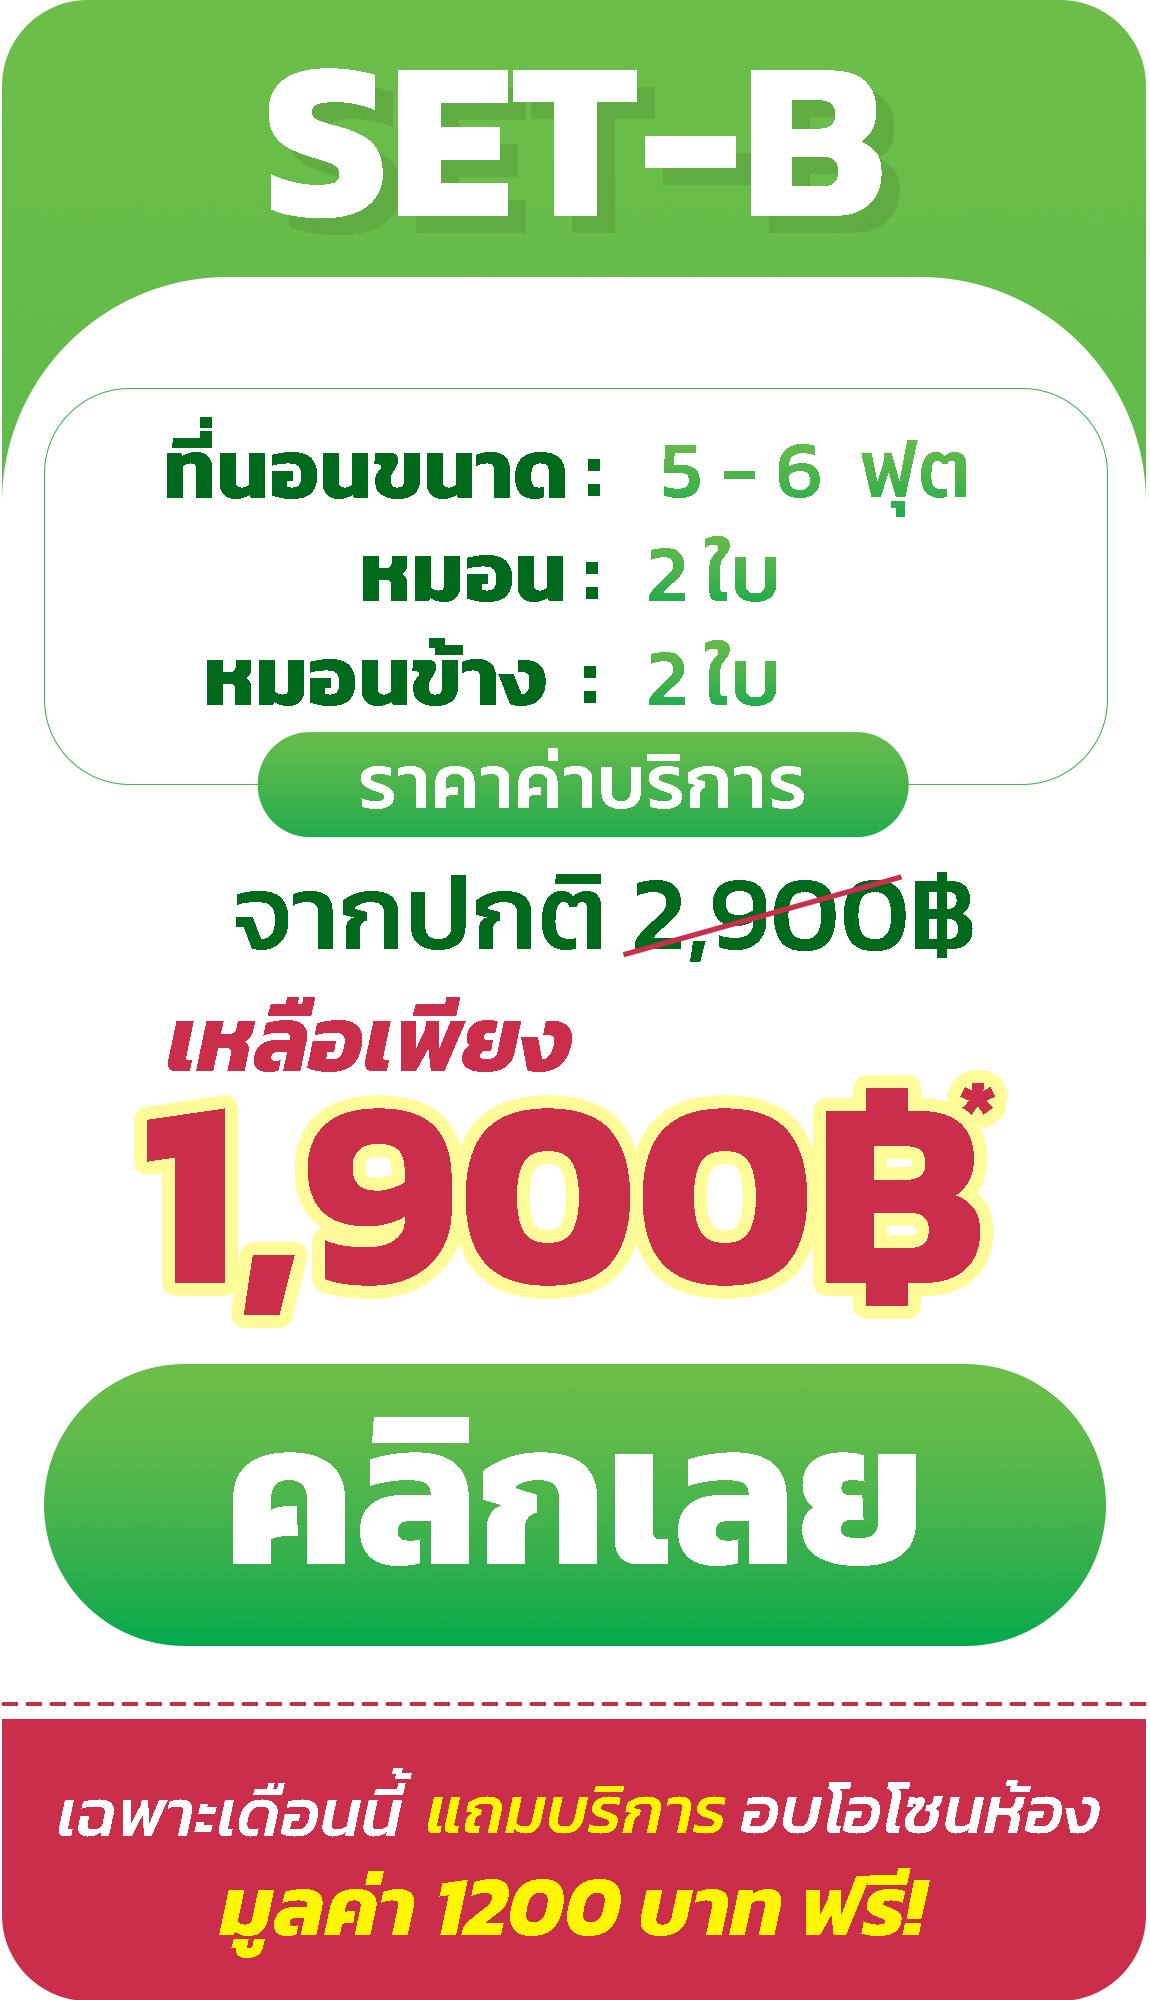 SET-B
ที่นอนขนาด : 5 - 6 ฟุต
หมอน : 2 ใบ
หมอนข้าง : 2 ใบ
ราคาค่าบริการ
จากปกติ 2,900฿
เหลือเพียง
1,900฿*
คลิกเลย
เฉพาะเดือนนี้ แถมบริการ อบโอโซนห้อง
มูลค่า 1200 บาท ฟรี!